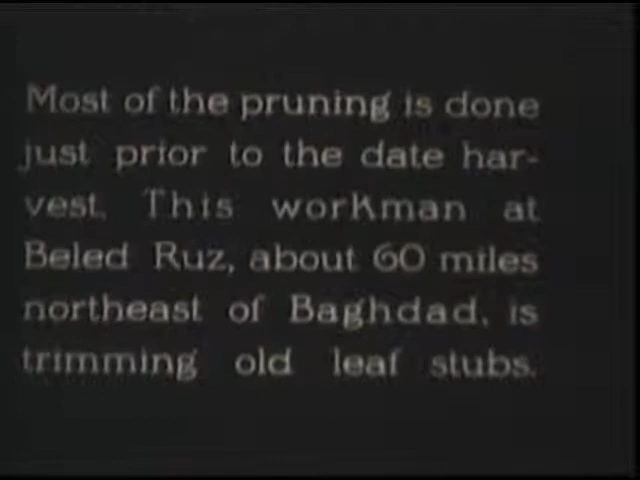 Most of the pruning is done
just prior to the date har-
vest. This workman at
Beled Ruz, about 60 miles
northeast of Baghdad, is
trimming old leaf stubs.